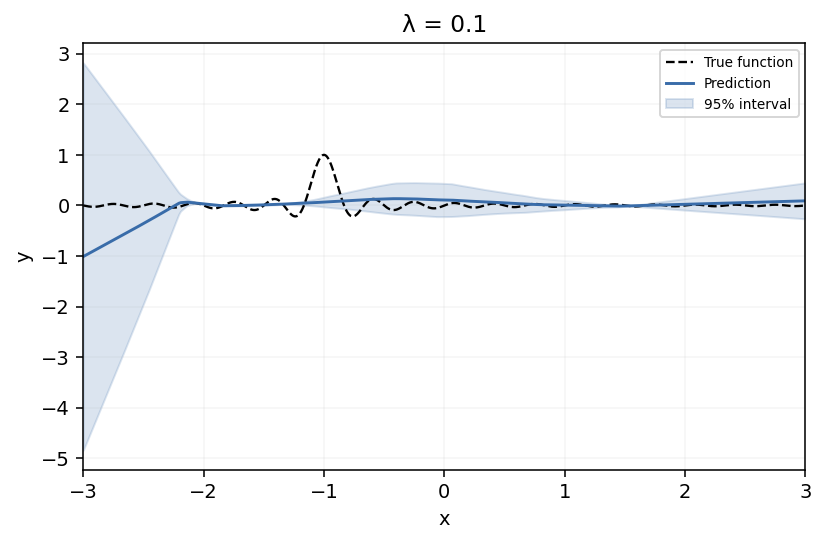 λ = 0.1
True function
Prediction
95% interval
3
2
1
0
−1
−2
−3
−4
−5
y
−3
−2
−1
0
1
2
3
x